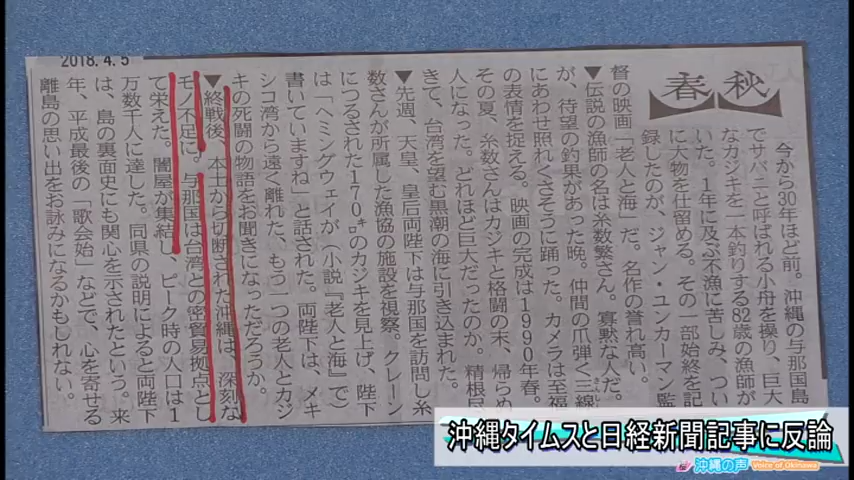 2018.4.5
春秋
今から30年ほど前。沖縄の与那国島
でサバニと呼ばれる小舟を操り、巨大
なカジキを一本釣りする82歳の漁師が
いた。1年に及ぶ不漁に苦しみ、つい
に大物を仕留める。その一部始終を記
録したのが、ジャン・ユンカーマン監
督の映画「老人と海」だ。名作の誉れ高い。
▼伝説の漁師の名は糸数繁さん。寡黙な人だ
が、待望の釣果があった晩。仲間の爪弾く三線
にあわせ照れくさそうに踊った。カメラは至福
の表情を捉える。映画の完成は1990年春。
その夏、糸数さんはカジキと格闘の末、帰らぬ
人になった。どれほど巨大だったのか。精根
きて、台湾を望む黒潮の海に引き込まれた。
▼先週、天皇、皇后両陛下は与那国を訪問し糸
数さんが所属した漁協の施設を視察。クレーン
につるされた170㌔のカジキを見上げ、陛下
は「ヘミングウェイが(小説『老人と海』で)
書いていますね」と話された。両陛下は、メキ
シコ湾から遠く離れた、もう一つの老人とカジ
キの死闘の物語をお聞きになっただろうか。
▼終戦後、本土から切断された沖縄は、深刻な
モノ不足に。与那国は台湾との密貿易拠点とし
て栄えた。闇屋が集結し、ピーク時の人口は1
万数千人に達した。同県の説明によると両陛下
は、島の裏面史にも関心を示されたという。来
年、平成最後の「歌会始」などで、心を寄せる
離島の思い出をお詠みになるかもしれない。
沖縄タイムスと日経新聞記事に反論
沖縄の声 Voice of Okinawa